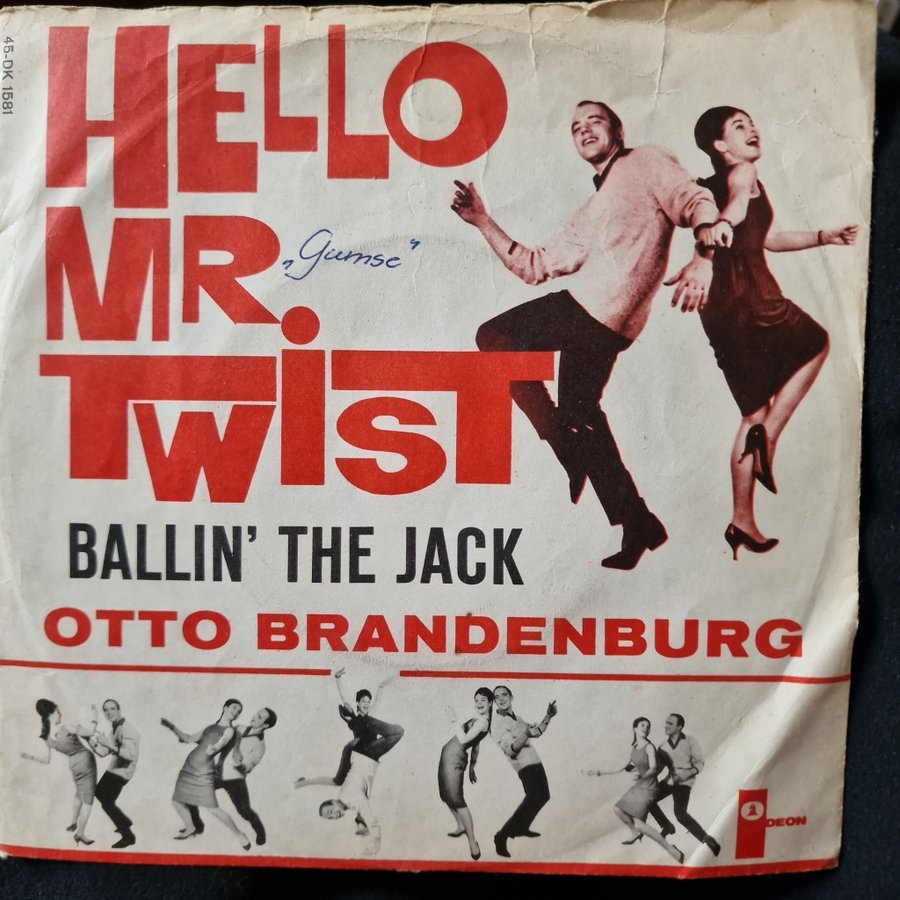 45-DK 1581
HELLO
MR.
„Gumse"
TWiST
BALLIN' THE JACK
OTTO BRANDENBURG
ODEON